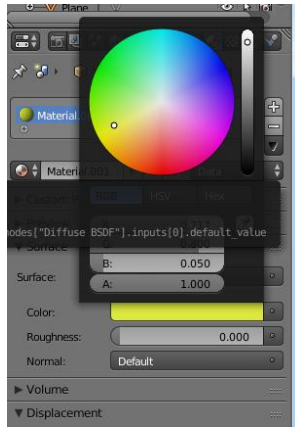 Plane
Material.
Material.001
Data
RGB HSV Hex
nodes["Diffuse BSDF"].inputs[0].default_value
Surface
B: 0.050
A: 1.000
Surface:
Color:
Roughness: 0.000
Normal: Default
Volume
Displacement